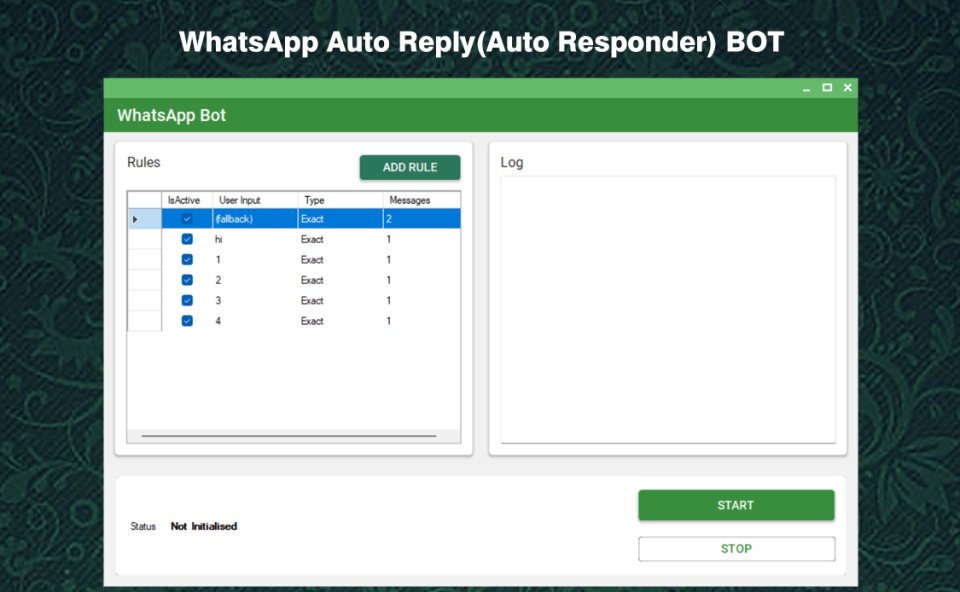 WhatsApp Auto Reply(Auto Responder) BOT
WhatsApp Bot
Rules
ADD RULE
IsActive User Input Type Messages
(fallback) Exact 2
hi Exact 1
1 Exact 1
2 Exact 1
3 Exact 1
4 Exact 1
Log
Status Not Initialised
START
STOP